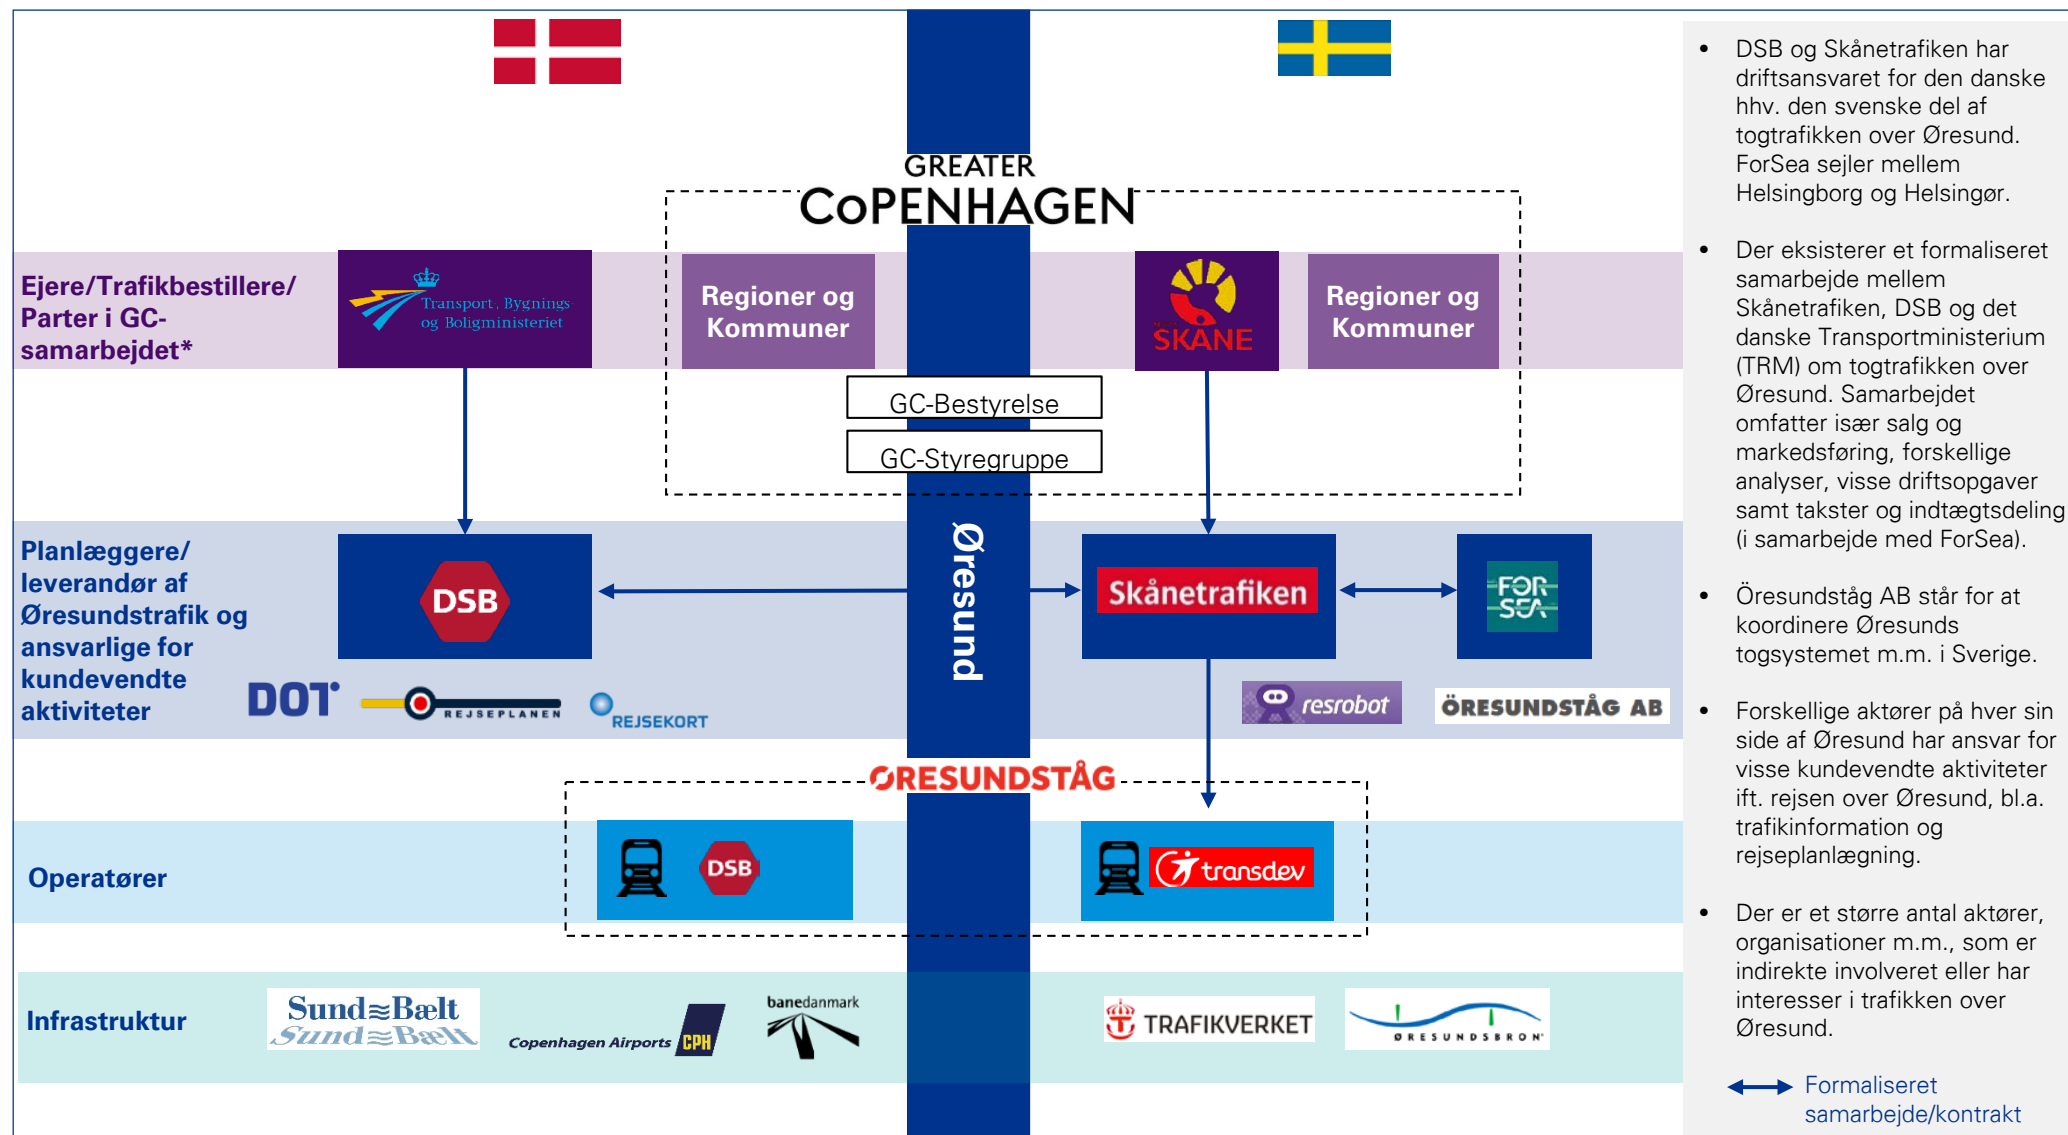 GREATER
COPENHAGEN
Ejere/Trafikbestillere/
Parter i GC-
samarbejdet*
Transport, Bygnings
og Boligministeriet
Regioner og
Kommuner
SKÅNE
Regioner og
Kommuner
GC-Bestyrelse
GC-Styregruppe
Planlæggere/
leverandør af
Øresundstrafik og
ansvarlige for
kundevendte
aktiviteter
DSB
Øresund
Skånetrafiken
FOR
SEA
DOT
REJSEPLANEN
REJSEKORT
resrobot
ÖRESUNDSTÅG AB
ØRESUNDSTÅG
Operatører
DSB
transdev
Infrastruktur
Sund≈Bælt
Sund≈Bælt
Copenhagen Airports CPH
banedanmark
TRAFIKVERKET
ØRESUNDSBRON
• DSB og Skånetrafiken har
driftsansvaret for den danske
hhv. den svenske del af
togtrafikken over Øresund.
ForSea sejler mellem
Helsingborg og Helsingør.
• Der eksisterer et formaliseret
samarbejde mellem
Skånetrafiken, DSB og det
danske Transportministerium
(TRM) om togtrafikken over
Øresund. Samarbejdet
omfatter især salg og
markedsføring, forskellige
analyser, visse driftsopgaver
samt takster og indtægtsdeling
(i samarbejde med ForSea).
• Öresundståg AB står for at
koordinere Øresunds
togsystemet m.m. i Sverige.
• Forskellige aktører på hver sin
side af Øresund har ansvar for
visse kundevendte aktiviteter
ift. rejsen over Øresund, bl.a.
trafikinformation og
rejseplanlægning.
• Der er et større antal aktører,
organisationer m.m., som er
indirekte involveret eller har
interesser i trafikken over
Øresund.
Formaliseret
samarbejde/kontrakt